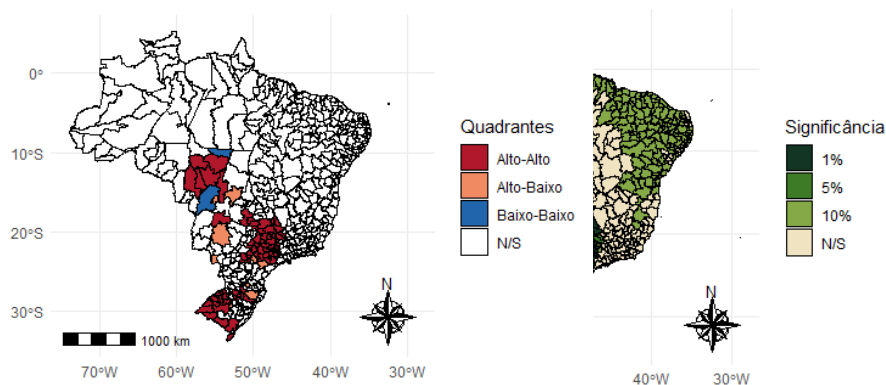 0°
10°S
20°S
30°S
70°W
60°W
50°W
40°W
30°W
1000 km
N
Quadrantes
Alto-Alto
Alto-Baixo
Baixo-Baixo
N/S
40°W
30°W
N
Significância
1%
5%
10%
N/S